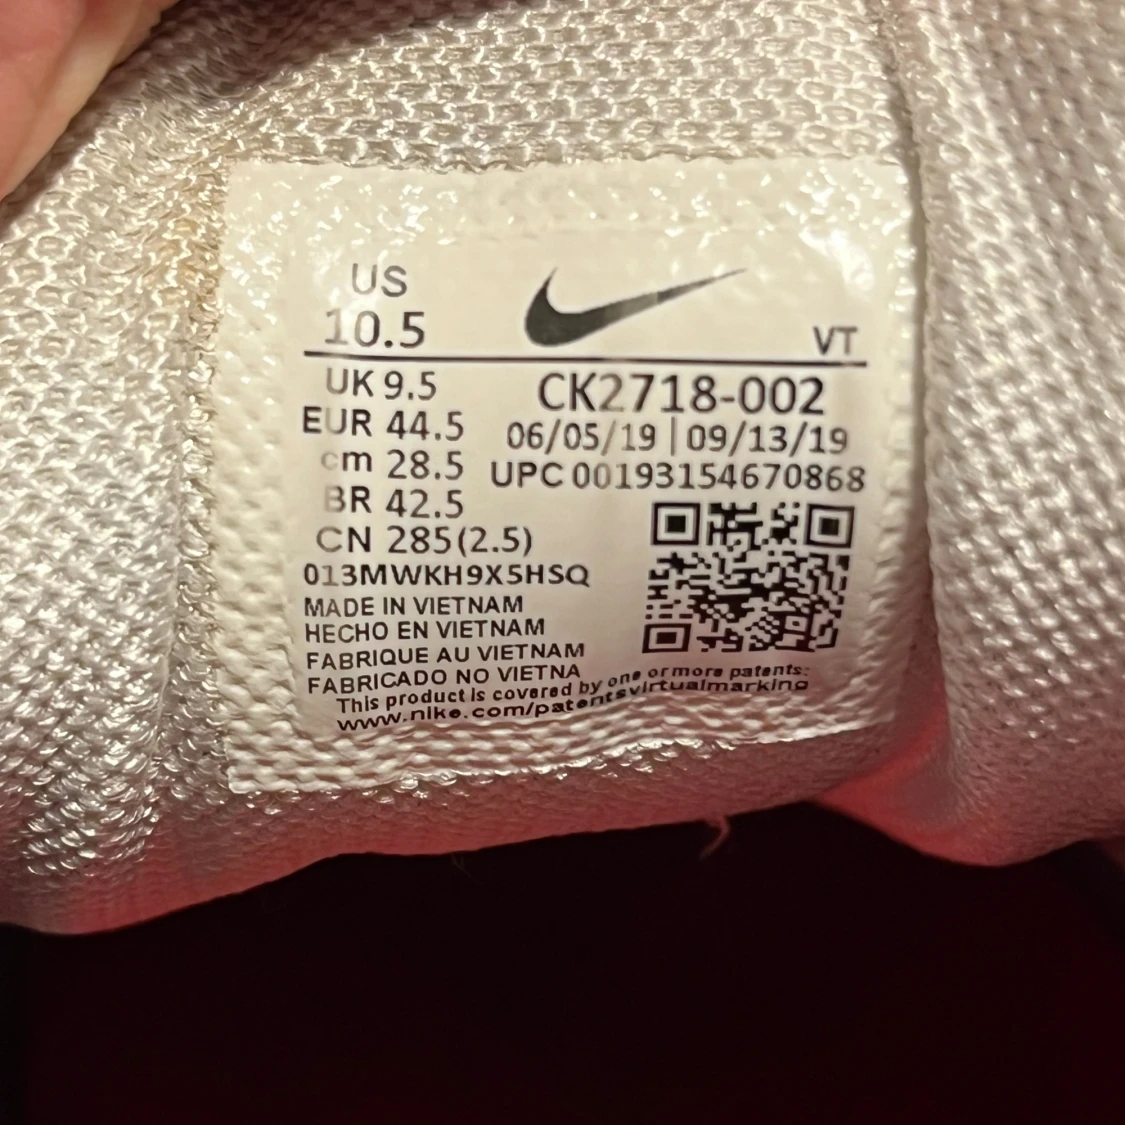 US
10.5
VT
UK 9.5
EUR 44.5
cm 28.5
BR 42.5
CN 285(2.5)
CK2718-002
06/05/19 | 09/13/19
UPC 00193154670868
013MWKH9X5HSQ
MADE IN VIETNAM
HECHO EN VIETNAM
FABRIQUE AU VIETNAM
FABRICADO NO VIETNA
This product is covered by one or more patents:
www.nike.com/patentsvirtualmarking